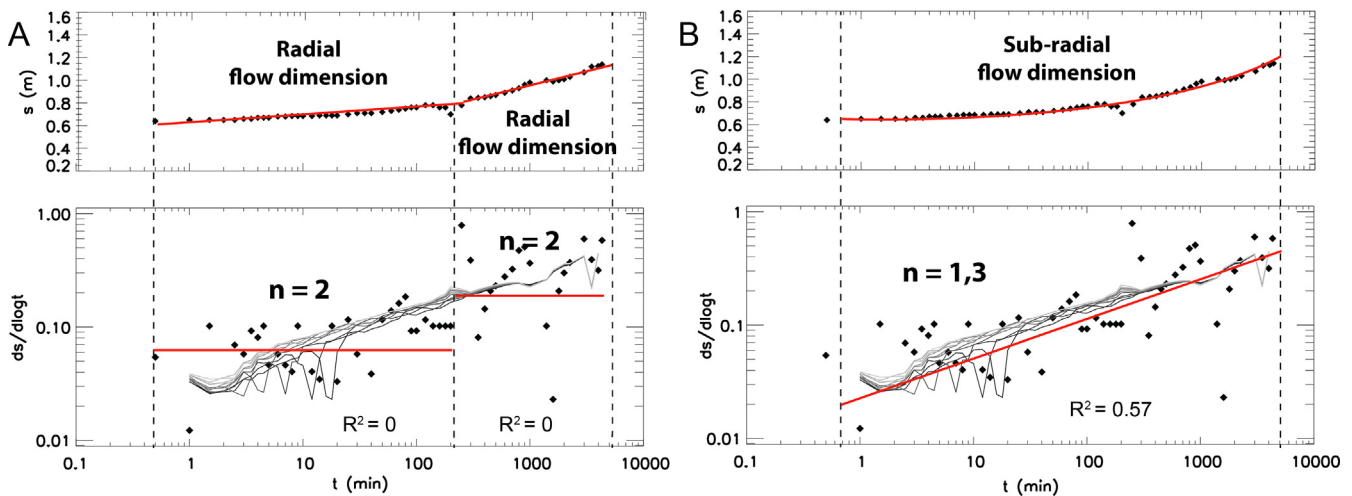 A
1.6
1.4
1.2
1.0
0.8
0.6
0.4
0.2
s (m)
Radial
flow dimension
Radial
flow dimension
1.00
0.10
0.01
ds/dlogt
n = 2
n = 2
R² = 0
R² = 0
0.1
1
10
100
1000
10000
t (min)
B
1.6
1.4
1.2
1.0
0.8
0.6
0.4
0.2
s (m)
Sub-radial
flow dimension
1
0.1
0.01
ds/dlogt
n = 1,3
R² = 0.57
0.1
1
10
100
1000
10000
t (min)